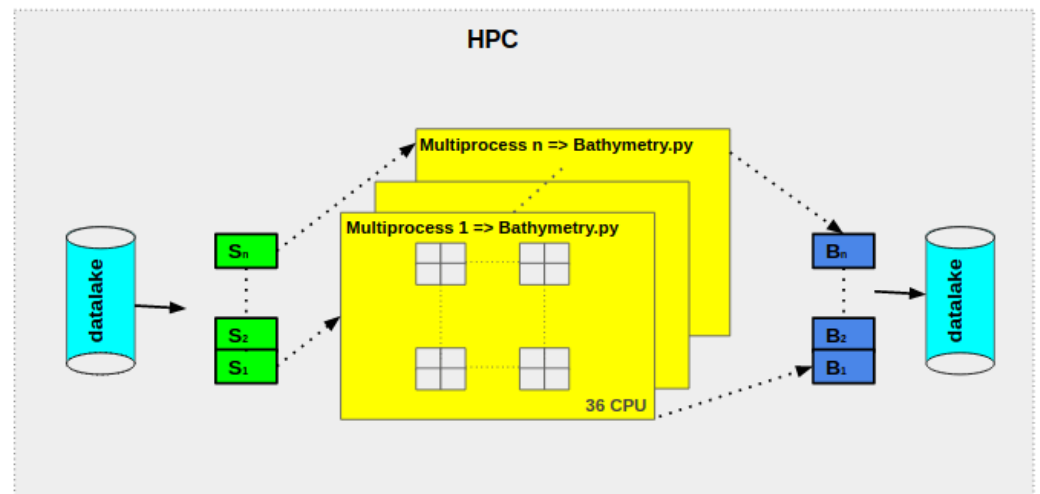 HPC
Multiprocess n => Bathymetry.py
Multiprocess 1 => Bathymetry.py
datalake
Sn
S2
S1
36 CPU
Bn
B2
B1
datalake